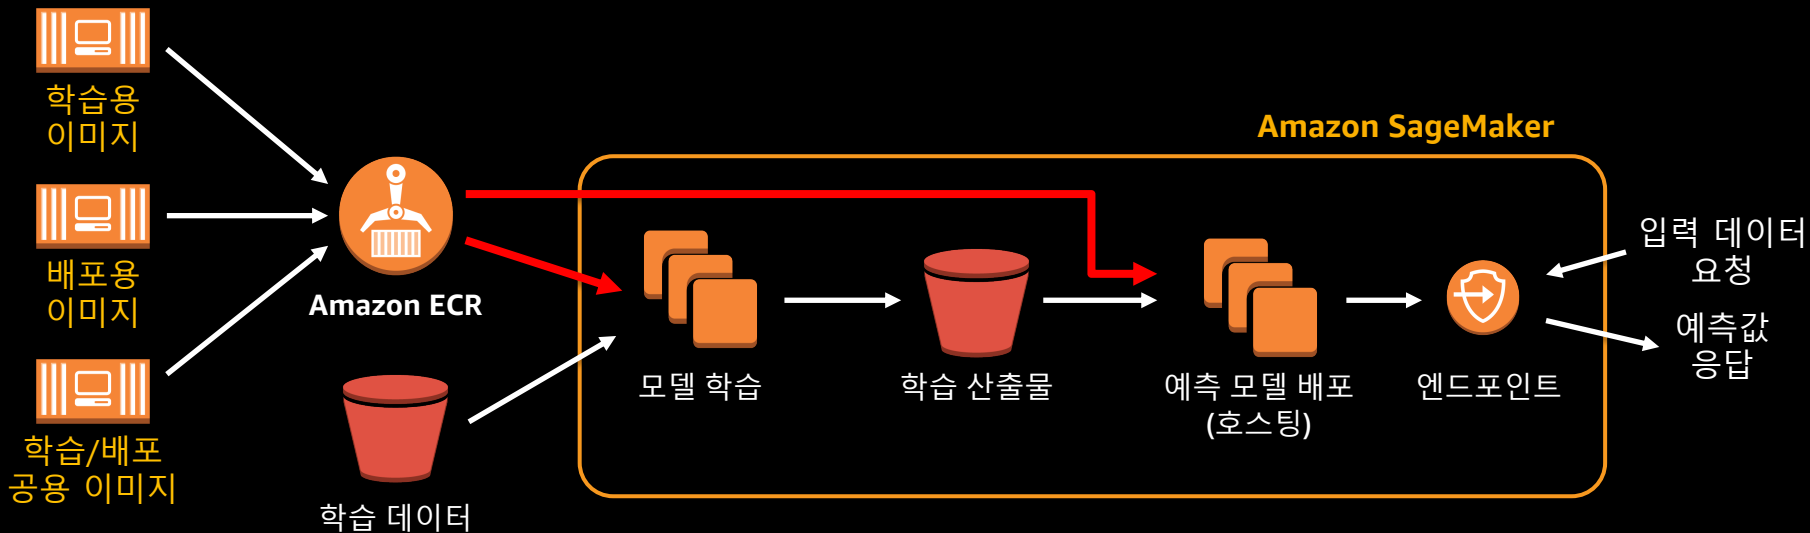 학습용
이미지
배포용
이미지
학습/배포
공용 이미지
Amazon ECR
학습 데이터
Amazon SageMaker
모델 학습
학습 산출물
예측 모델 배포
(호스팅)
엔드포인트
입력 데이터
요청
예측값
응답